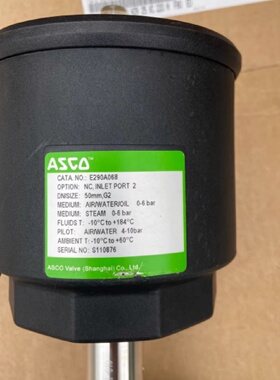 ASCO™
CATA. NO.: E290A068
OPTION: NC, INLET PORT 2
DN/SIZE: 50mm,G2
MEDIUM: AIR/WATER/OIL 0-6 bar
MEDIUM: STEAM 0-6 bar
FLUIDS T: -10°C to +184°C
PILOT: AIR/WATER 4-10bar
AMBIENT T: -10°C to +60°C
SERIAL NO: S110876
ASCO Valve (Shanghai) Co., Ltd